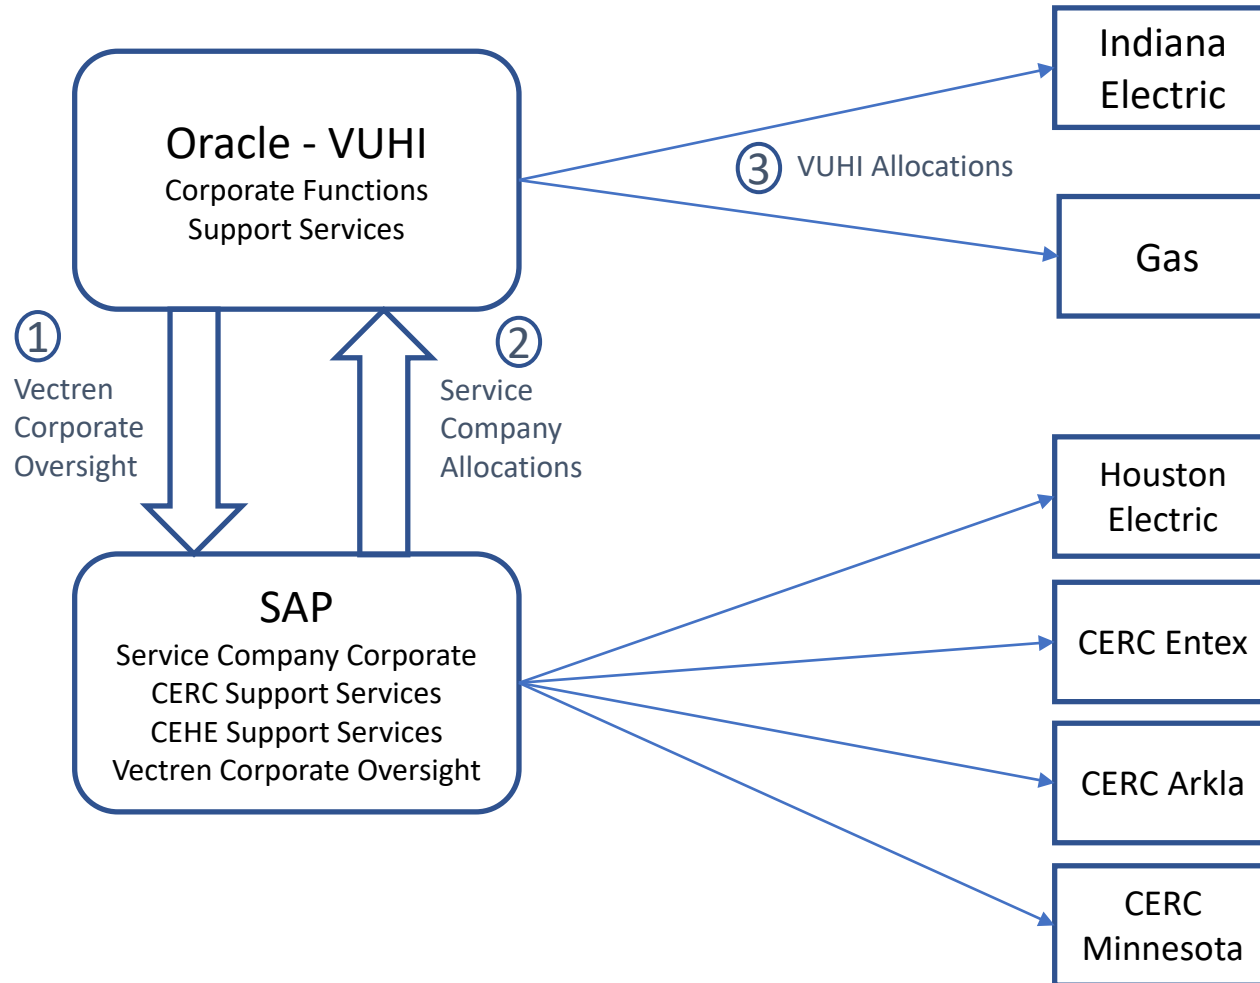 Oracle - VUHI
Corporate Functions
Support Services
Indiana
Electric
3 VUHI Allocations
Gas
1
Vectren
Corporate
Oversight
2
Service
Company
Allocations
SAP
Service Company Corporate
CERC Support Services
CEHE Support Services
Vectren Corporate Oversight
Houston
Electric
CERC Entex
CERC Arkla
CERC
Minnesota